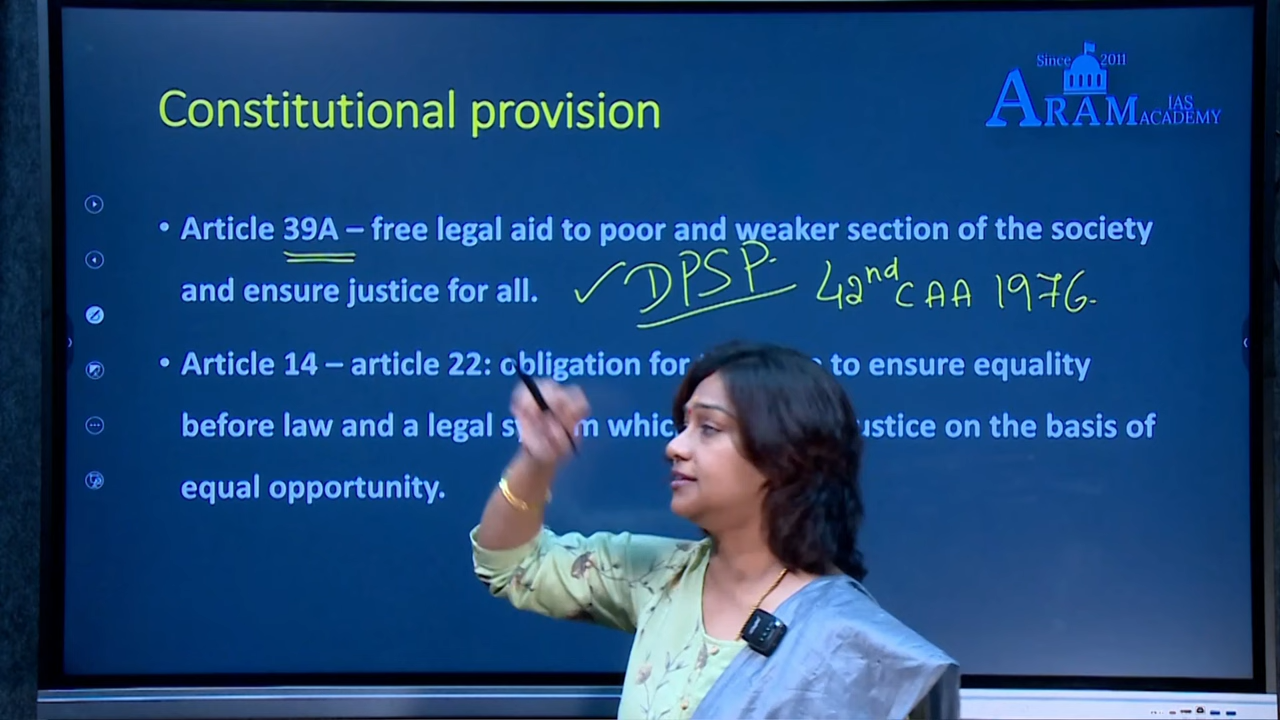 Since 2011
ARAM IAS ACADEMY
Constitutional provision
• Article 39A – free legal aid to poor and weaker section of the society
and ensure justice for all. ✓ DPSP. 42nd CAA 1976.
• Article 14 – article 22: obligation for to ensure equality
before law and a legal whic ustice on the basis of
equal opportunity.